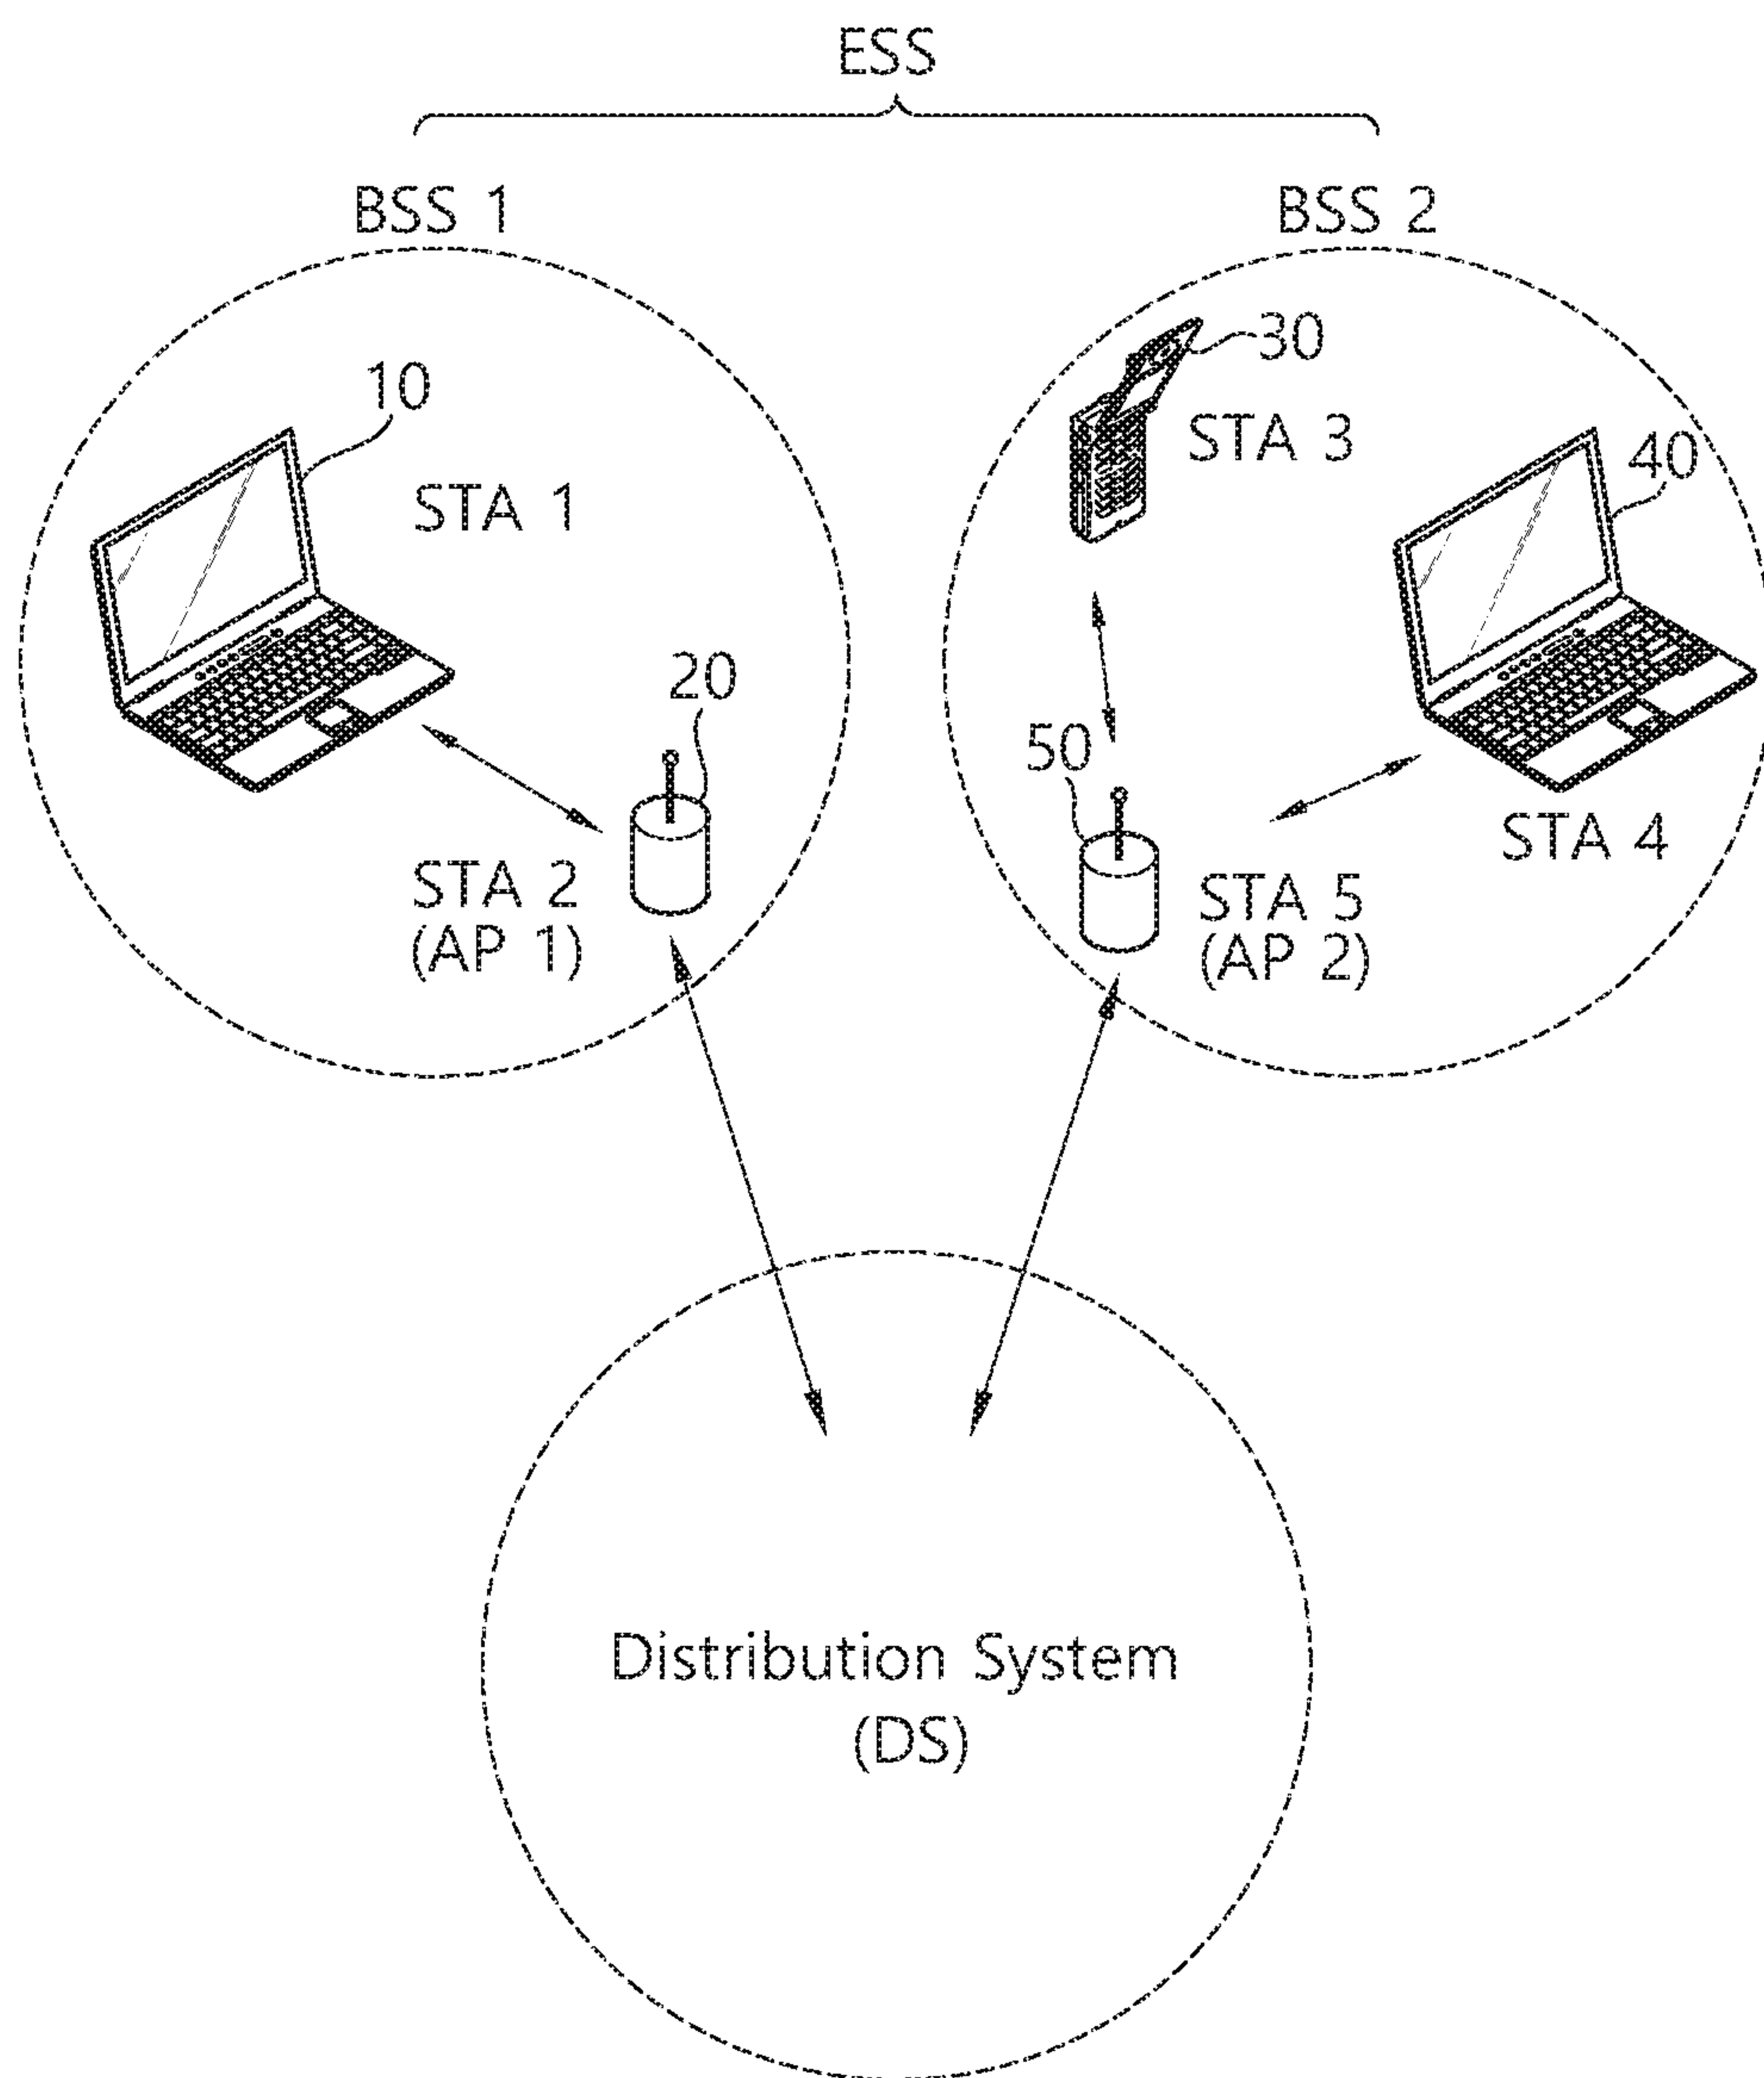 ESS
BSS 1
BSS 2
10
STA 1
20
STA 2
(AP 1)
30
STA 3
40
STA 4
50
STA 5
(AP 2)
Distribution System
(DS)